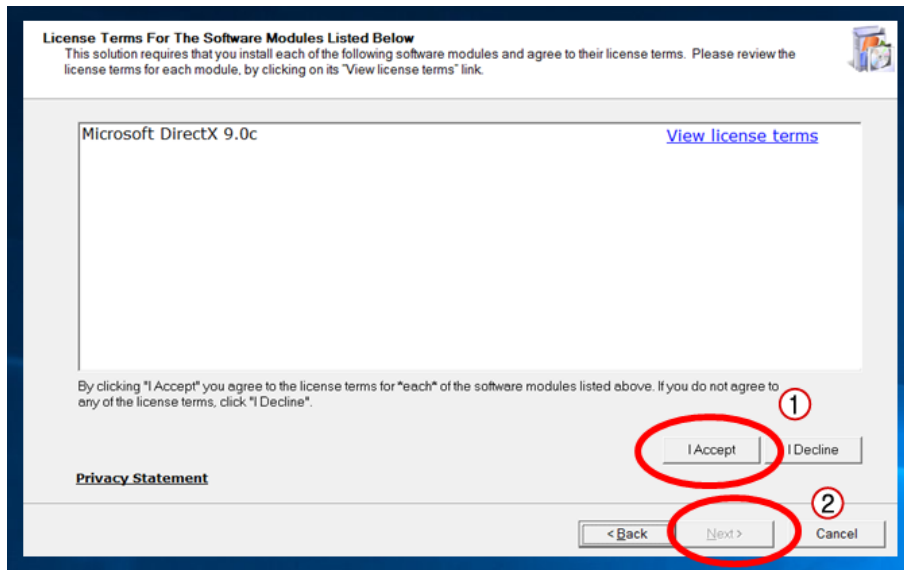 License Terms For The Software Modules Listed Below
This solution requires that you install each of the following software modules and agree to their license terms. Please review the
license terms for each module, by clicking on its "View license terms" link.
Microsoft DirectX 9.0c
View license terms
By clicking "I Accept" you agree to the license terms for *each* of the software modules listed above. If you do not agree to
any of the license terms, click "I Decline".
①
I Accept
I Decline
Privacy Statement
②
< Back
Next >
Cancel